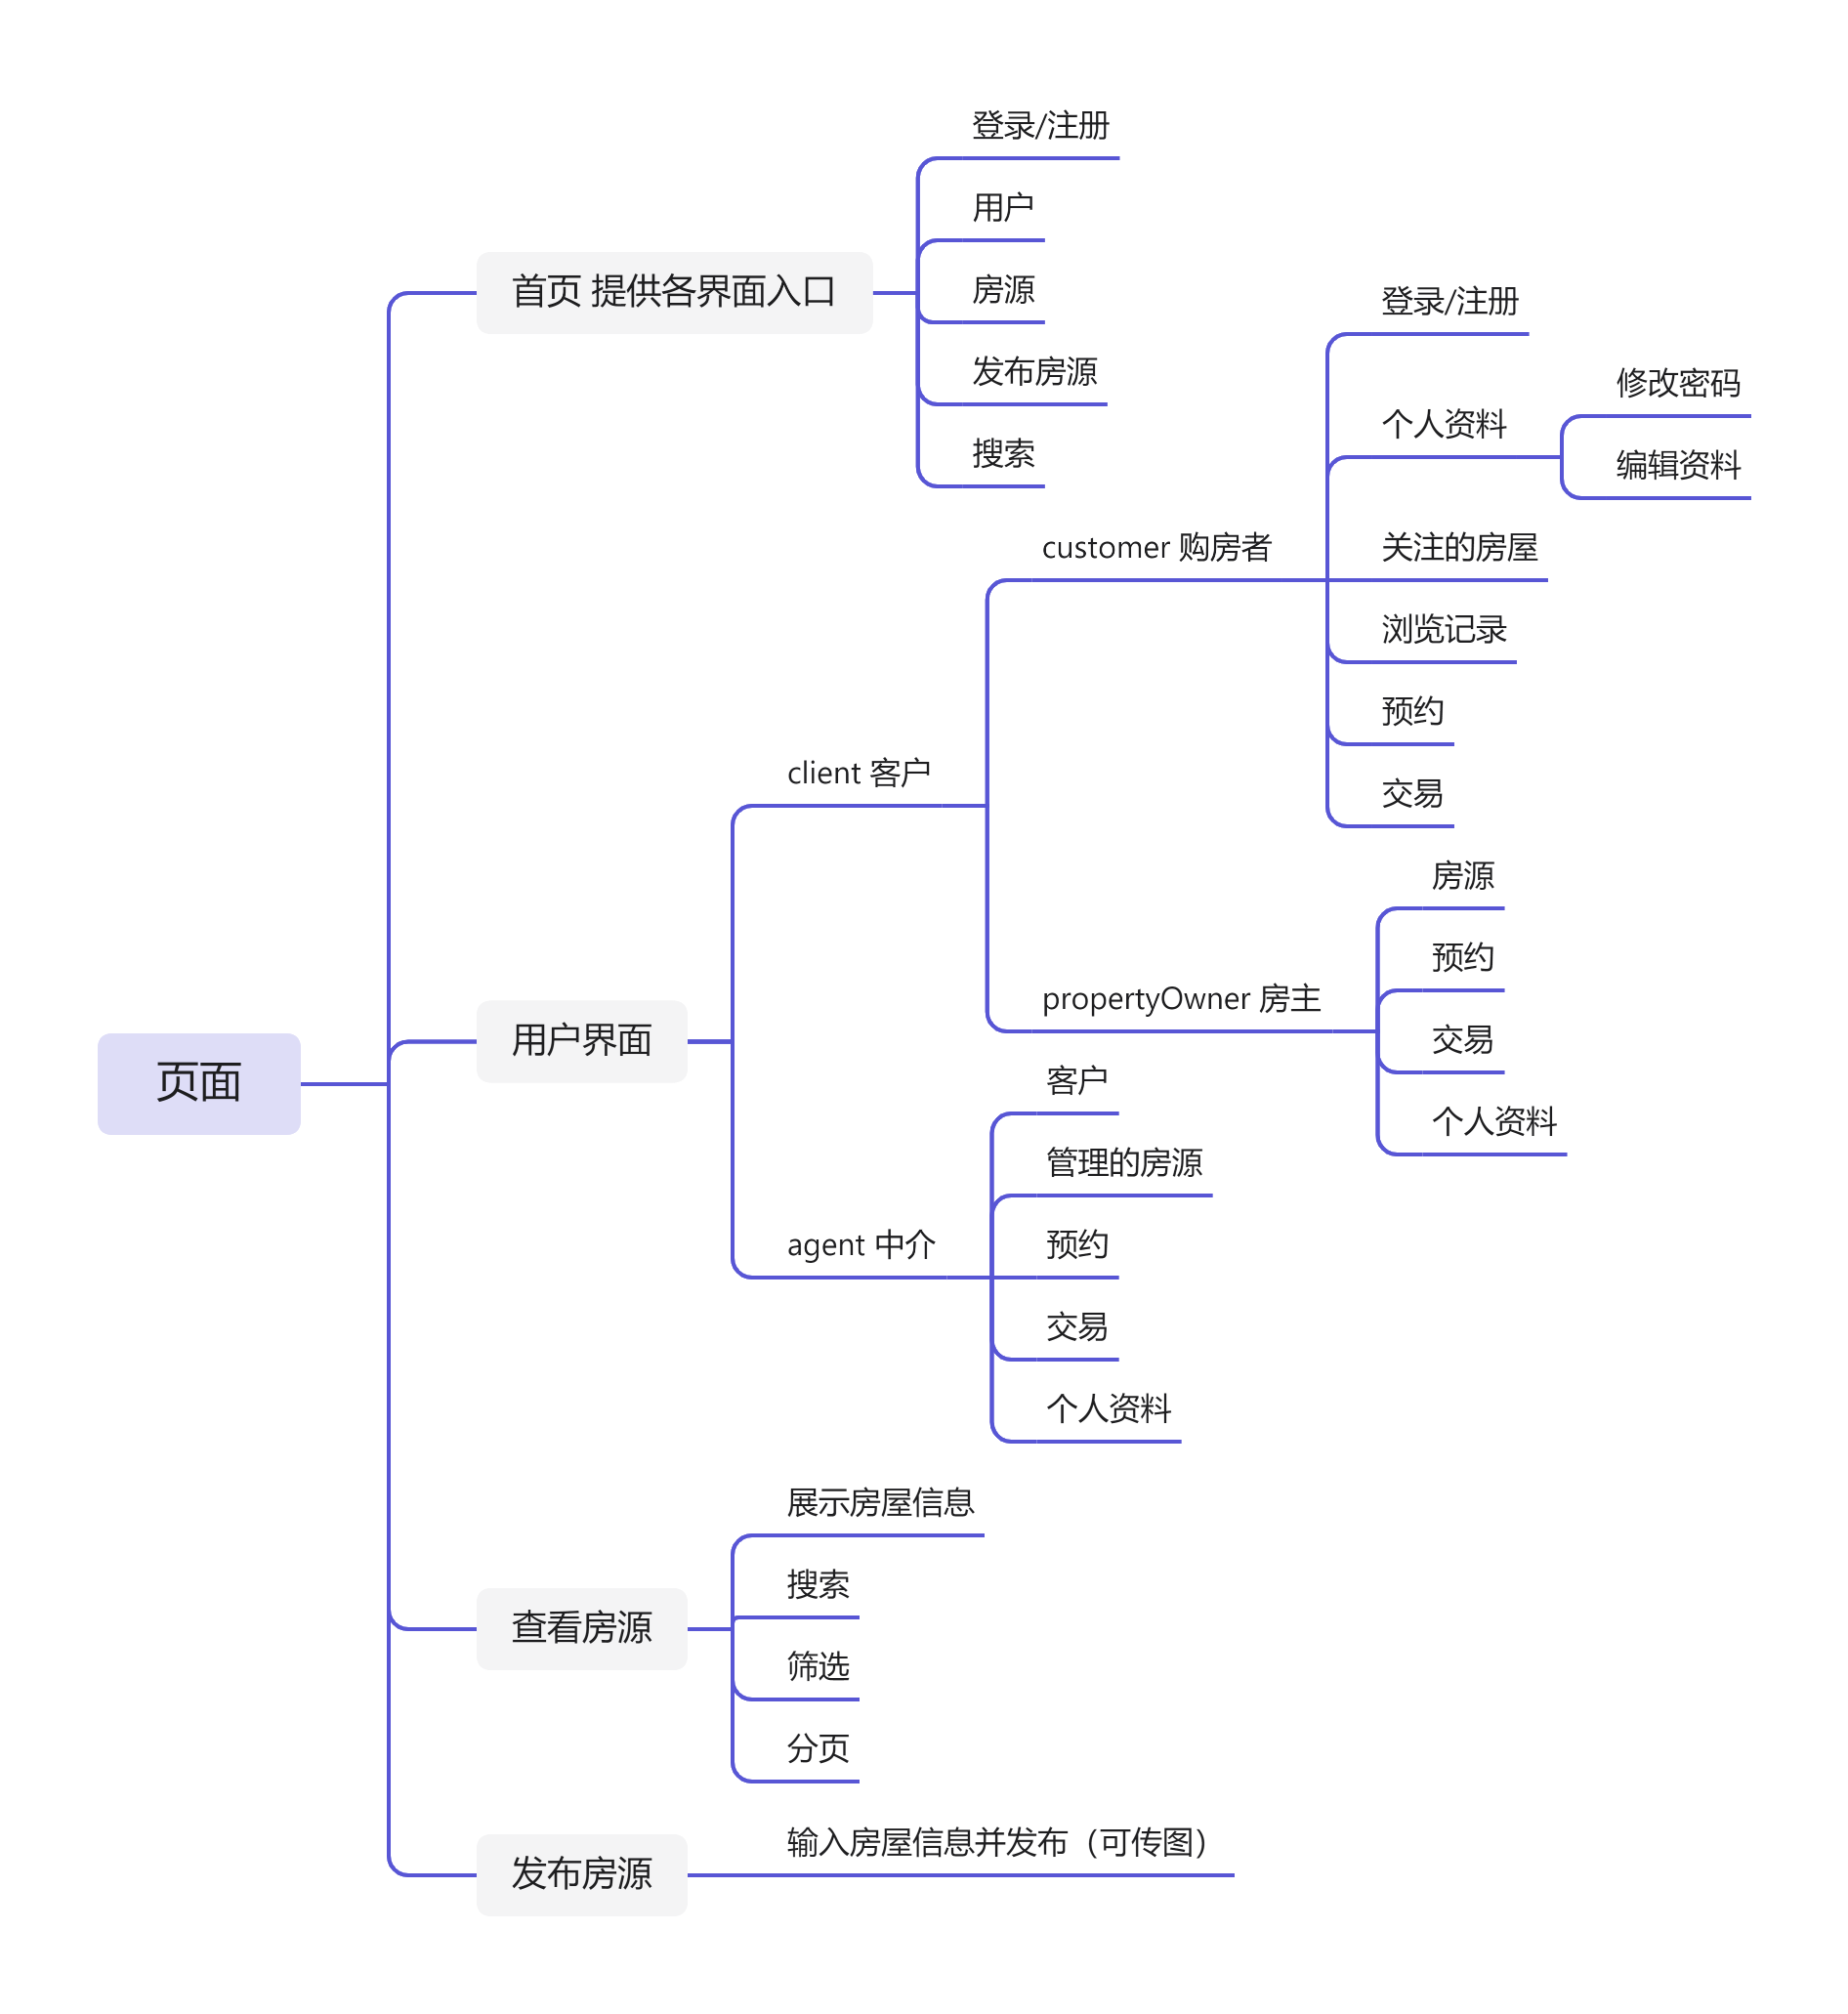 页面
首页 提供各界面入口
登录/注册
用户
房源
发布房源
搜索
用户界面
client 客户
customer 购房者
登录/注册
个人资料
修改密码
编辑资料
关注的房屋
浏览记录
预约
交易
propertyOwner 房主
房源
预约
交易
个人资料
agent 中介
客户
管理的房源
预约
交易
个人资料
查看房源
展示房屋信息
搜索
筛选
分页
发布房源
输入房屋信息并发布（可传图）